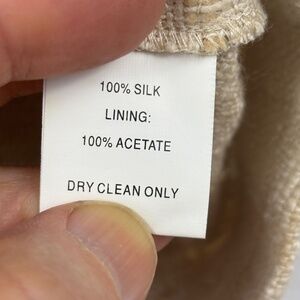 100% SILK
LINING:
100% ACETATE
DRY CLEAN ONLY